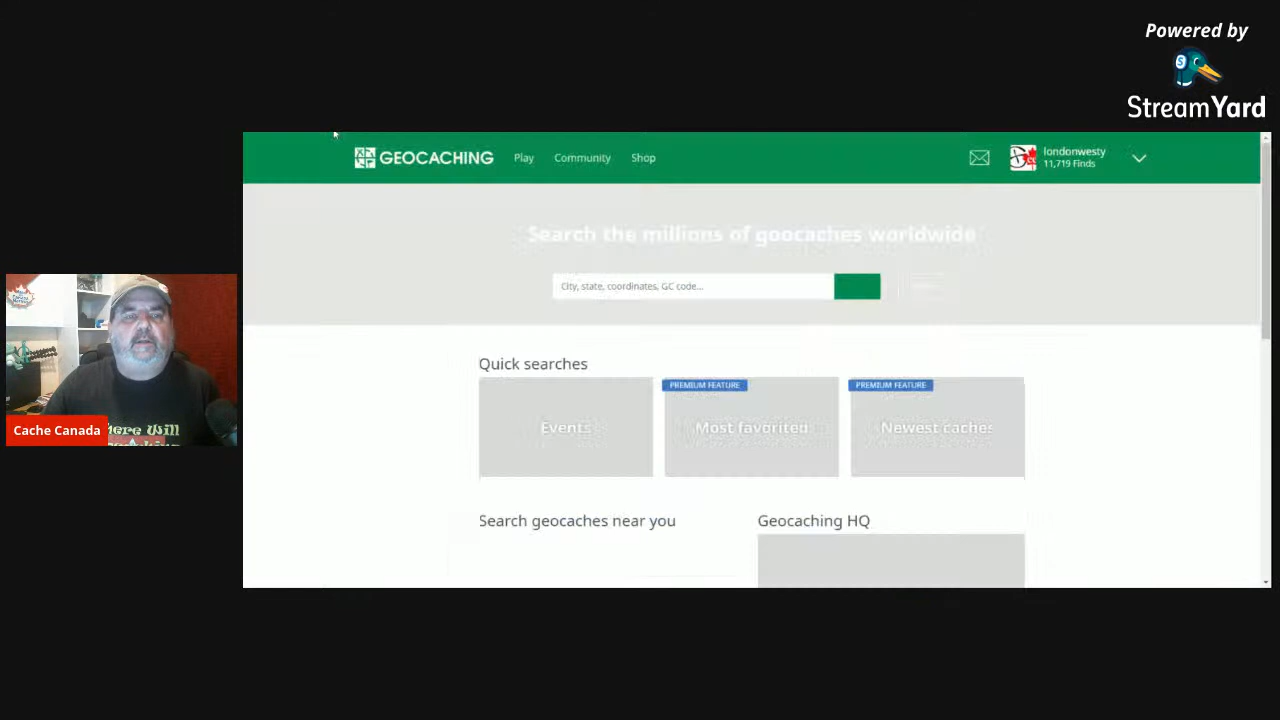 Powered by
StreamYard
GEOCACHING
Play
Community
Shop
londonwesty
11,719 Finds
Search the millions of geocaches worldwide
City, state, coordinates, GC code...
Quick searches
Events
PREMIUM FEATURE
Most favorited
PREMIUM FEATURE
Newest caches
Search geocaches near you
Geocaching HQ
Cache Canada
Here Will